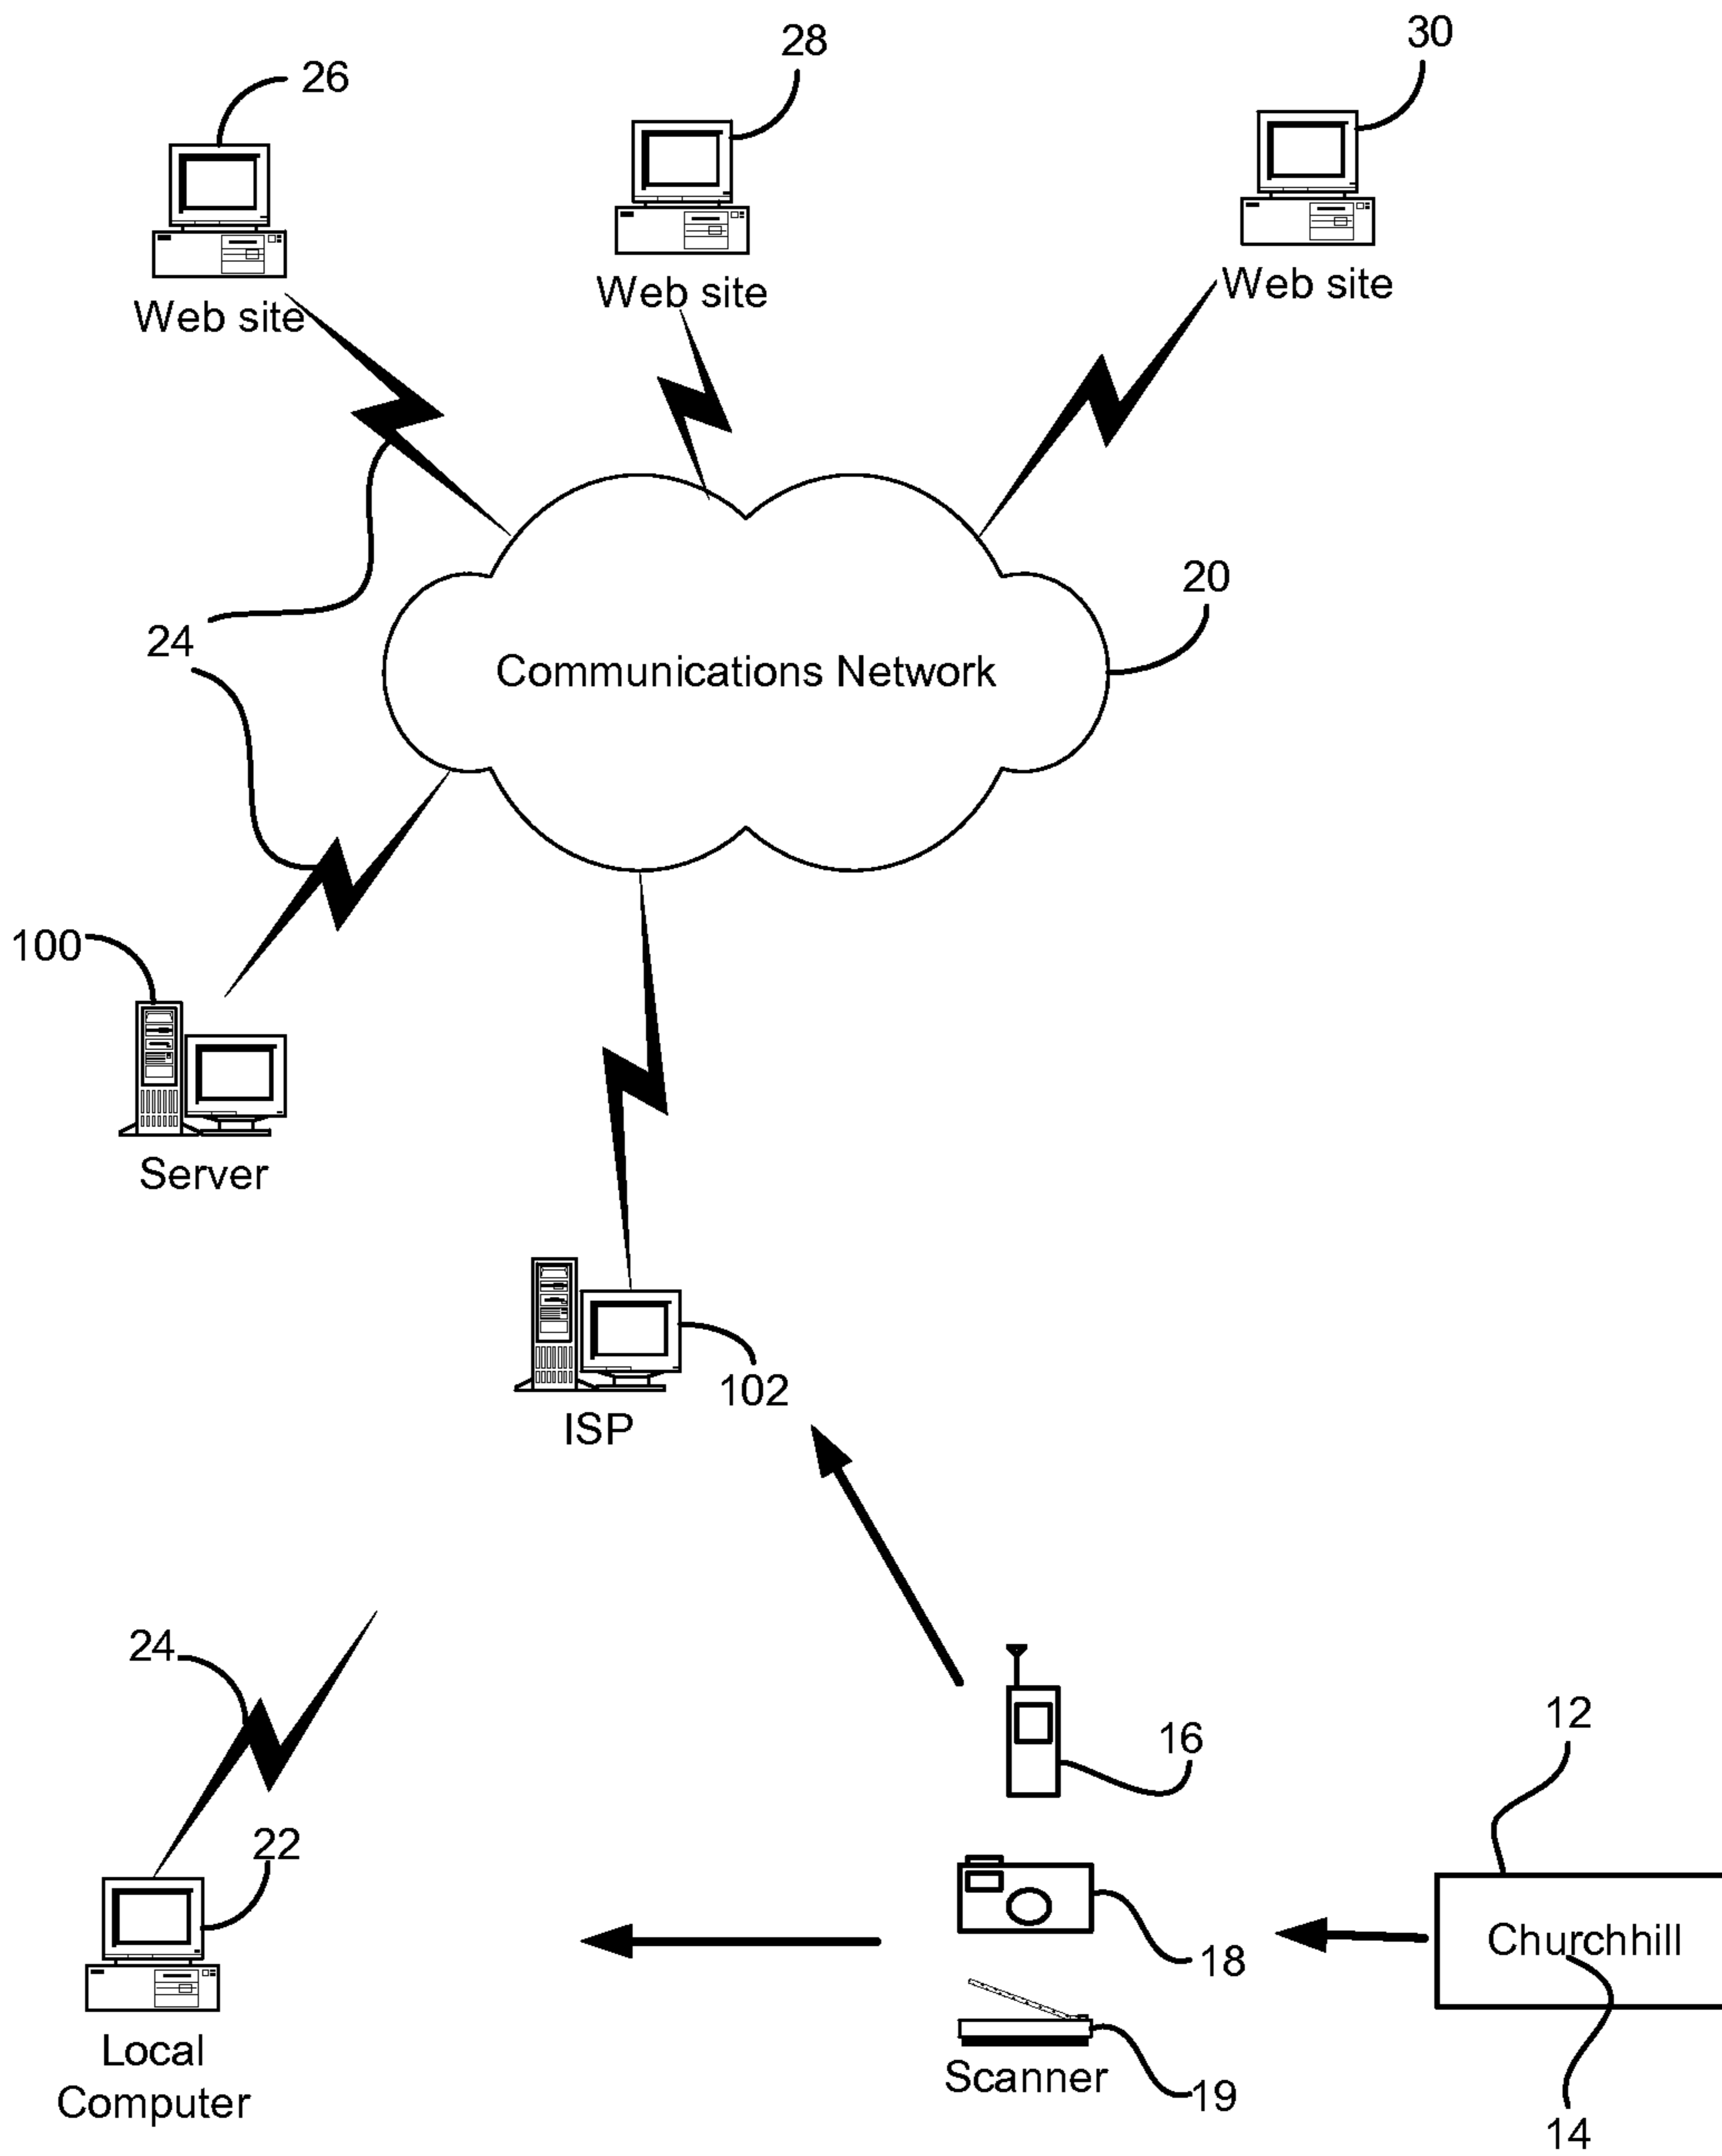 30
28
26
Web site
Web site
Web site
20
24
Communications Network
100
Server
102
ISP
24
12
16
22
Churchhill
18
Local
Computer
Scanner
19
14